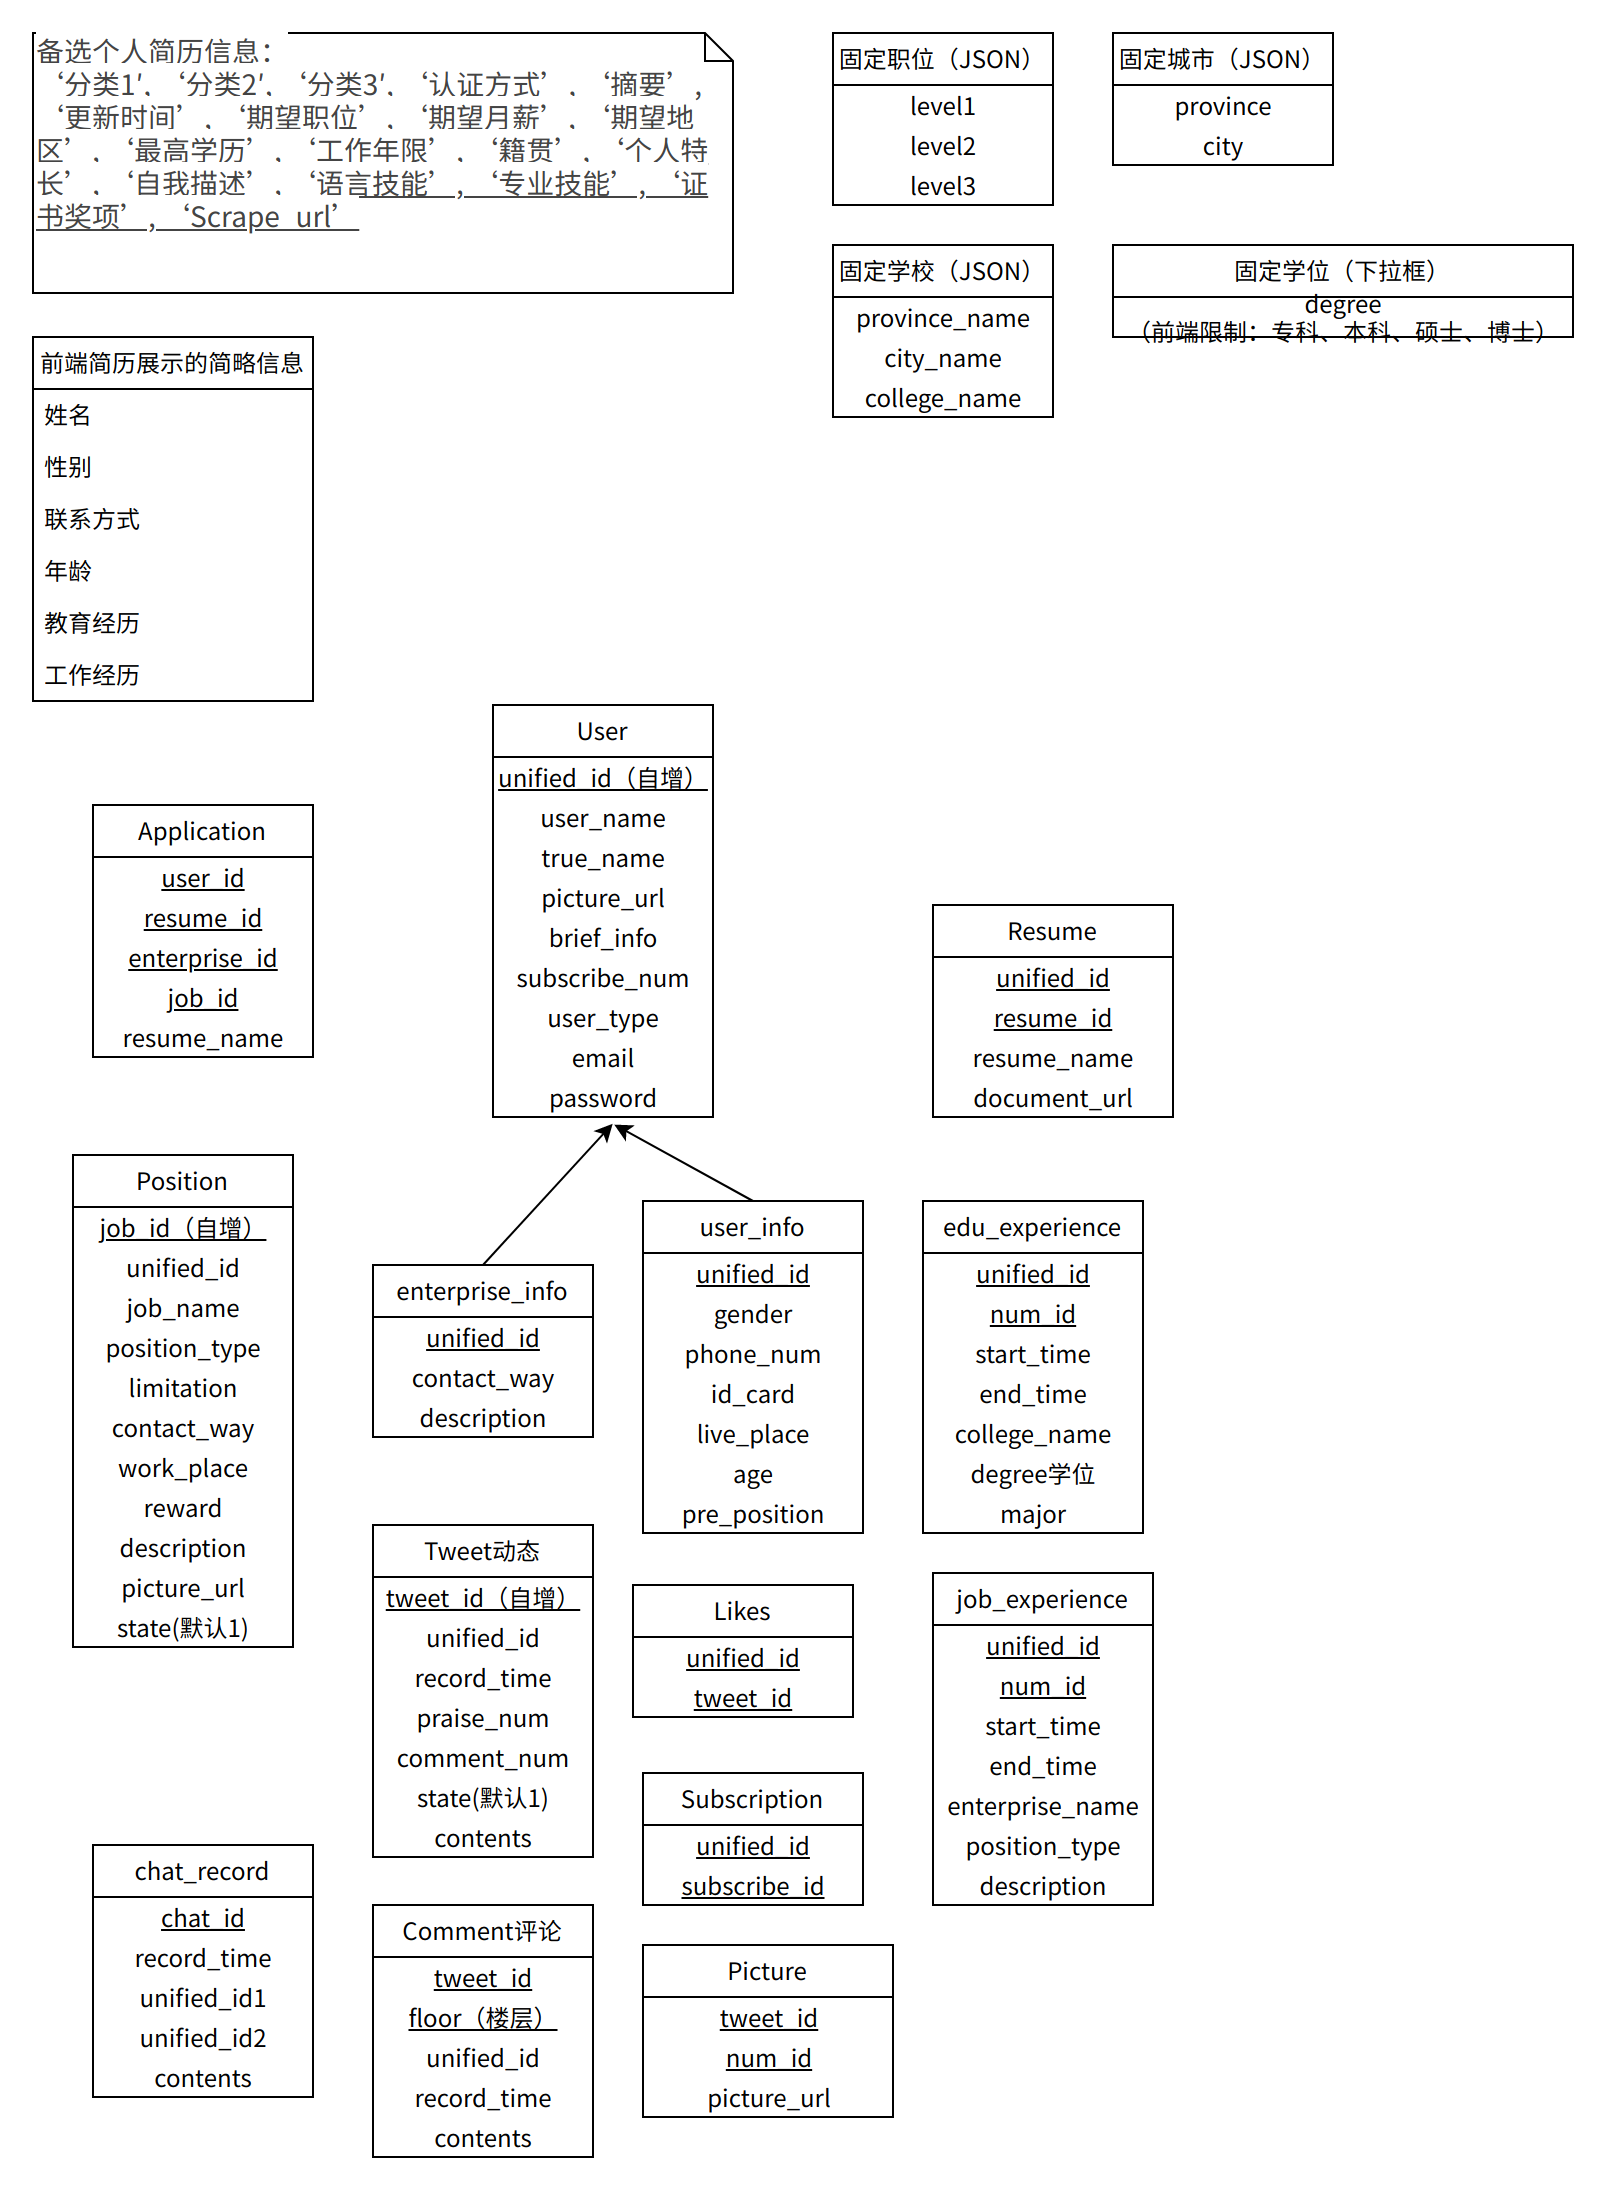 备选个人简历信息：
‘分类1′，‘分类2′，‘分类3′，‘认证方式’，‘摘要’，
‘更新时间’，‘期望职位’，‘期望月薪’，‘期望地
区’，‘最高学历’，‘工作年限’，‘籍贯’，‘个人特
长’，‘自我描述’，‘语言技能’，‘专业技能’，‘证
书奖项’，‘Scrape_url’
固定职位（JSON）
level1
level2
level3
固定城市（JSON）
province
city
固定学校（JSON）
province_name
city_name
college_name
固定学位（下拉框）
degree
（前端限制：专科、本科、硕士、博士）
前端简历展示的简略信息
姓名
性别
联系方式
年龄
教育经历
工作经历
User
unified_id（自增）
user_name
true_name
picture_url
brief_info
subscribe_num
user_type
email
password
Application
user_id
resume_id
enterprise_id
job_id
resume_name
Resume
unified_id
resume_id
resume_name
document_url
Position
job_id（自增）
unified_id
job_name
position_type
limitation
contact_way
work_place
reward
description
picture_url
state(默认1)
enterprise_info
unified_id
contact_way
description
user_info
unified_id
gender
phone_num
id_card
live_place
age
pre_position
edu_experience
unified_id
num_id
start_time
end_time
college_name
degree学位
major
Tweet动态
tweet_id（自增）
unified_id
record_time
praise_num
comment_num
state(默认1)
contents
Likes
unified_id
tweet_id
job_experience
unified_id
num_id
start_time
end_time
enterprise_name
position_type
description
Subscription
unified_id
subscribe_id
chat_record
chat_id
record_time
unified_id1
unified_id2
contents
Comment评论
tweet_id
floor（楼层）
unified_id
record_time
contents
Picture
tweet_id
num_id
picture_url